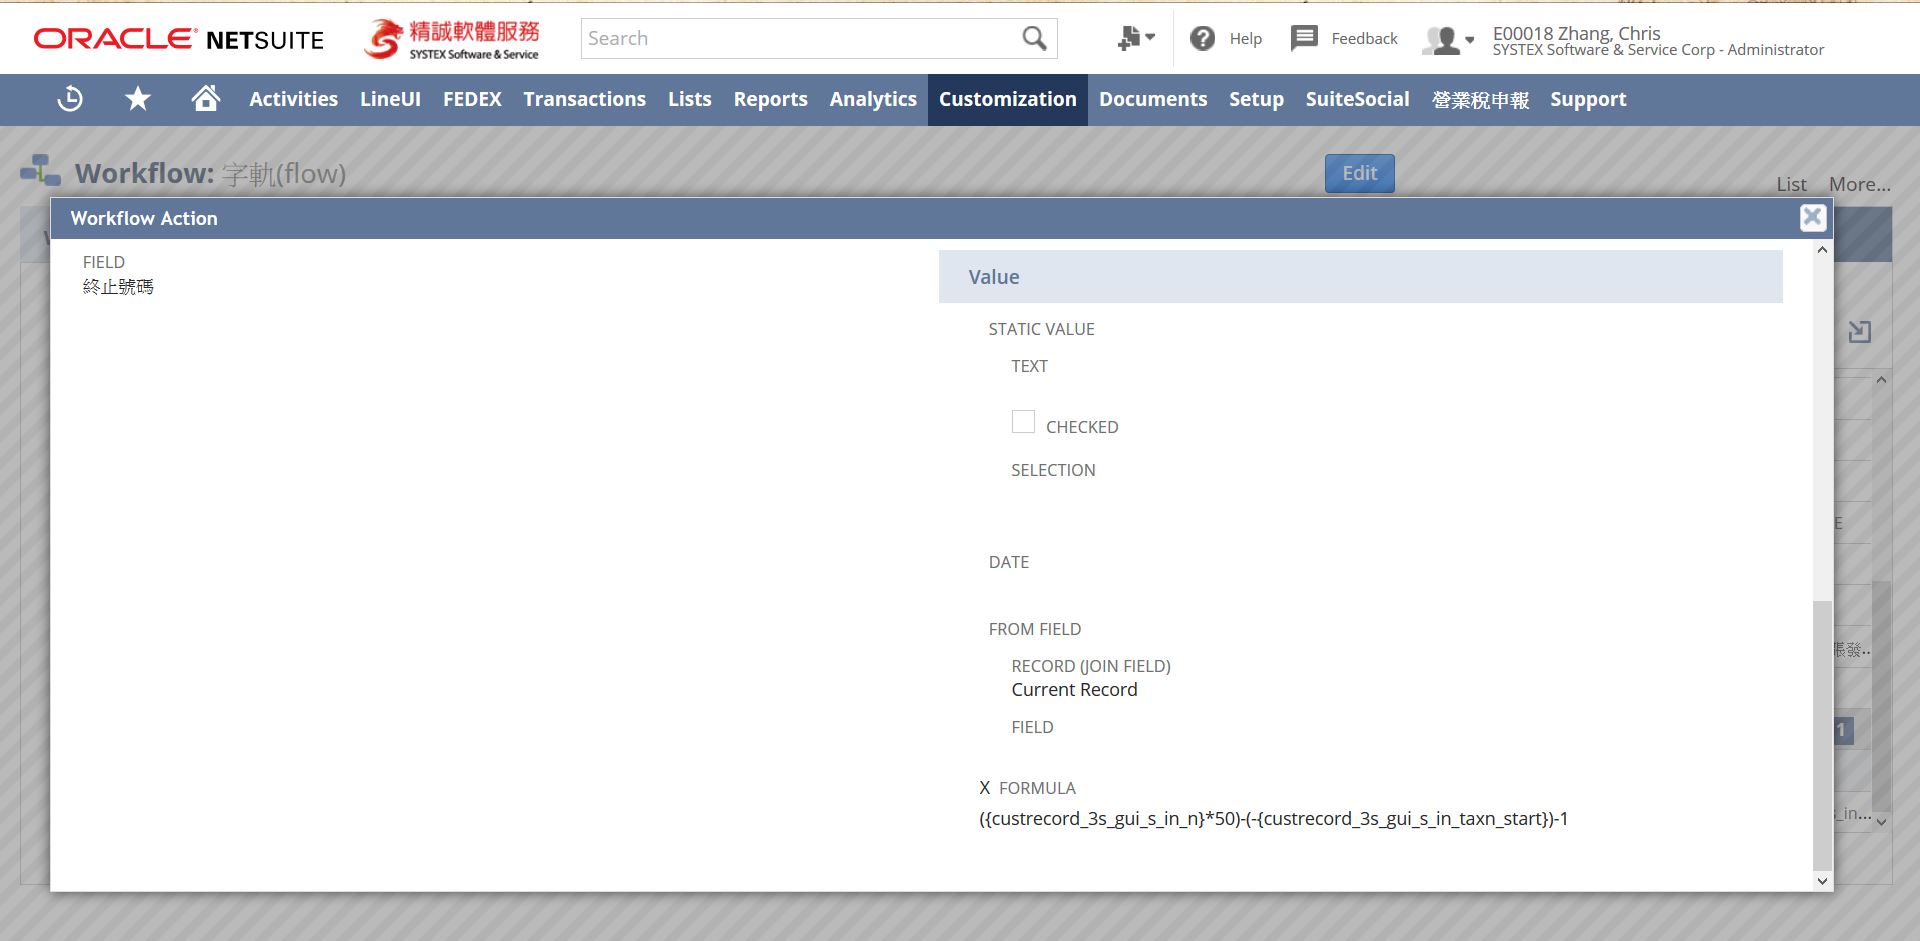 ORACLE NETSUITE
精誠軟體服務
SYSTEX Software & Service
Search
Help
Feedback
E00018 Zhang, Chris
SYSTEX Software & Service Corp - Administrator
Activities LineUI FEDEX Transactions Lists Reports Analytics Customization Documents Setup SuiteSocial 營業稅申報 Support
Workflow: 字軌(flow)
Edit
List More...
Workflow Action
FIELD
終止號碼
Value
STATIC VALUE
TEXT
CHECKED
SELECTION
DATE
FROM FIELD
RECORD (JOIN FIELD)
Current Record
FIELD
X FORMULA
({custrecord_3s_gui_s_in_n}*50)-(-{custrecord_3s_gui_s_in_taxn_start})-1
E
1